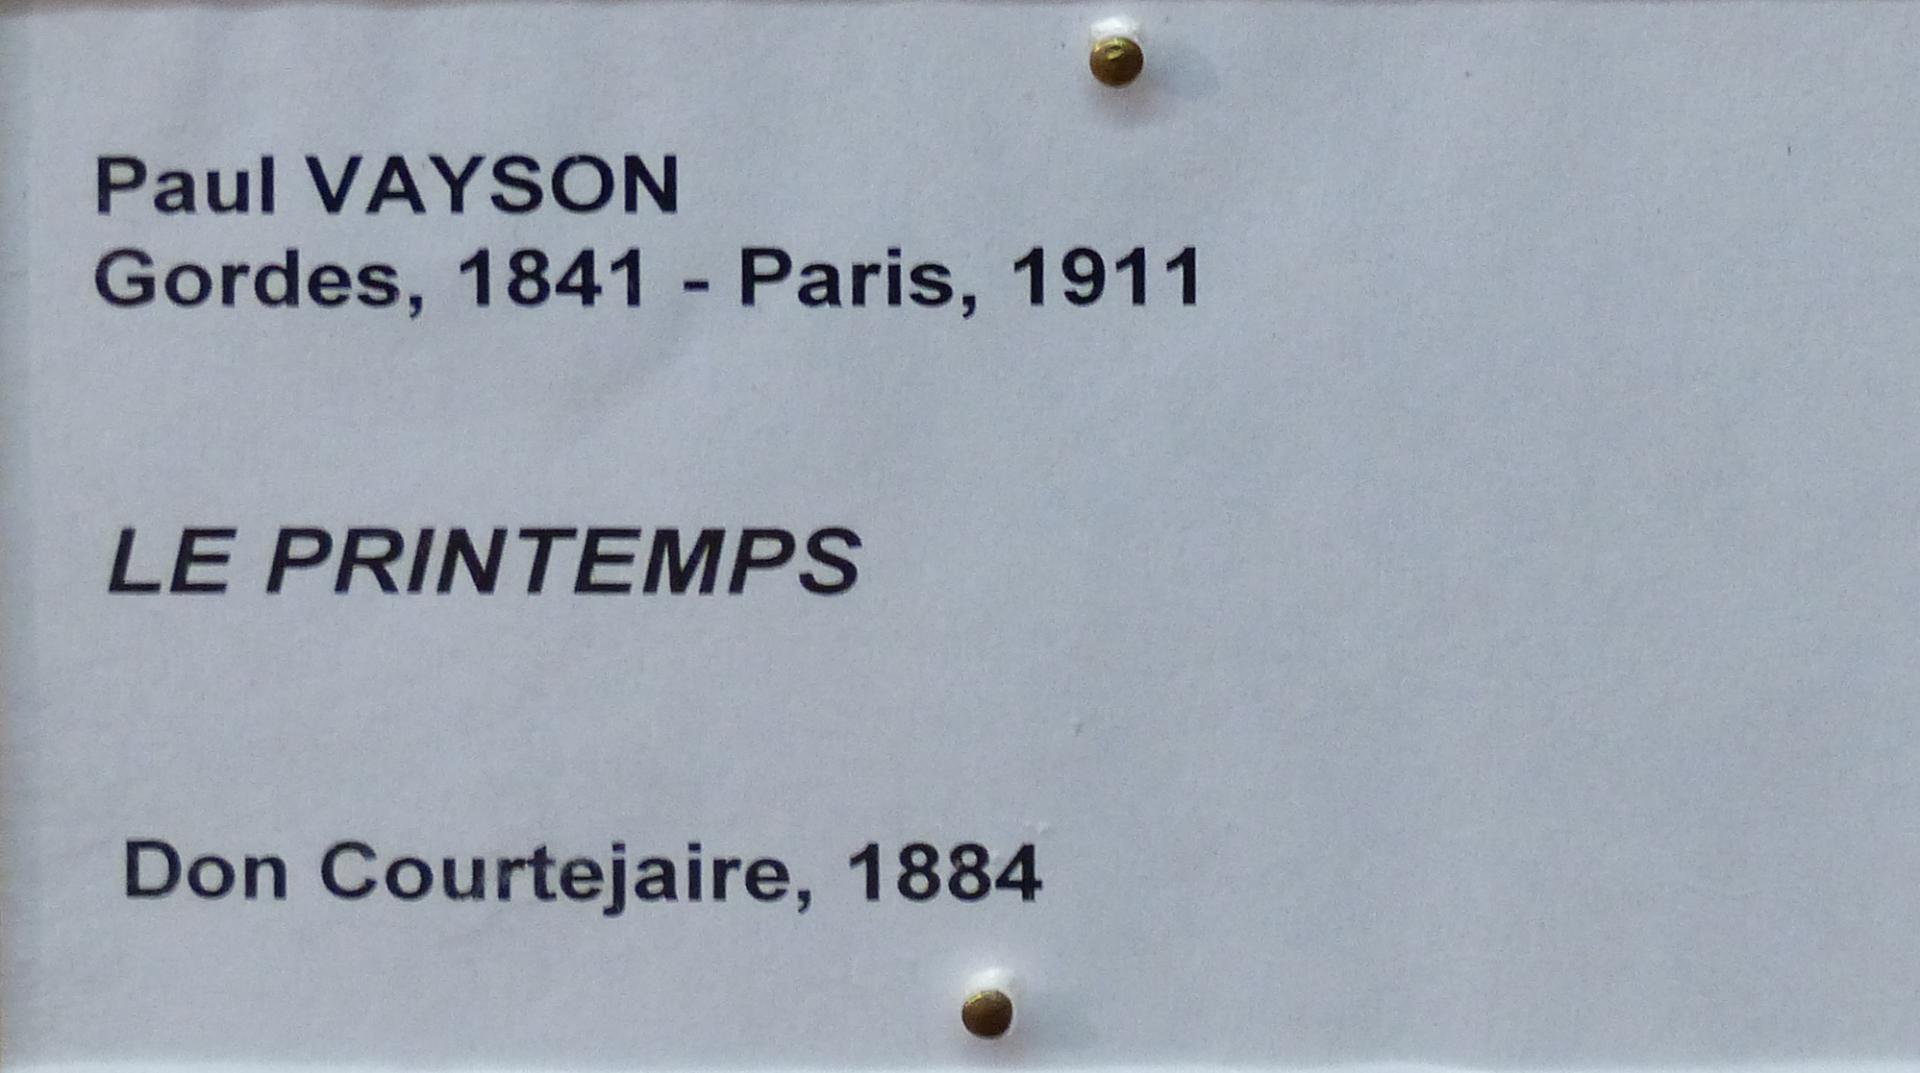 Paul VAYSON
Gordes, 1841 - Paris, 1911
LE PRINTEMPS
Don Courtejaire, 1884